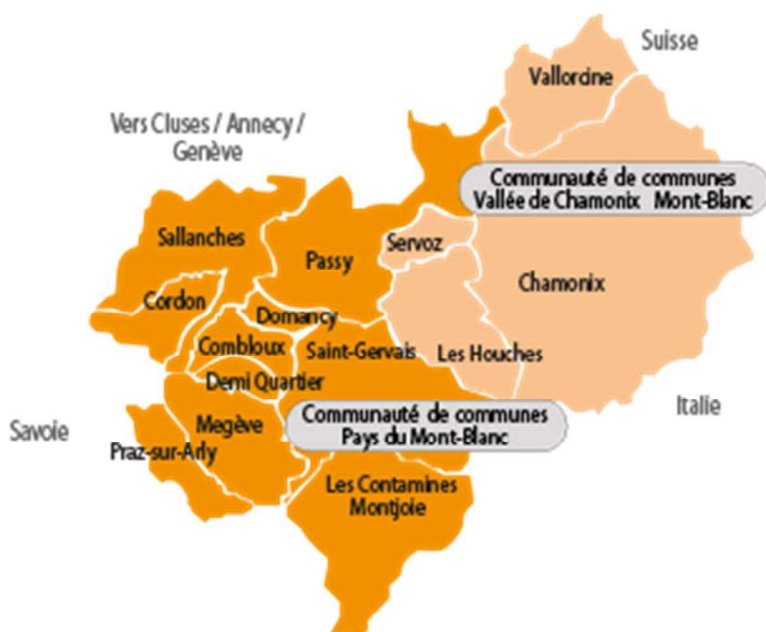 Suisse
Vallorcine
Vers Cluses / Annecy /
Genève
Communauté de communes
Vallée de Chamonix Mont-Blanc
Sallanches
Servoz
Passy
Chamonix
Cordon
Domancy
Combloux
Saint-Gervais
Les Houches
Demi Quartier
Italie
Communauté de communes
Pays du Mont-Blanc
Savoie
Megève
Praz-sur-Arly
Les Contamines
Montjoie